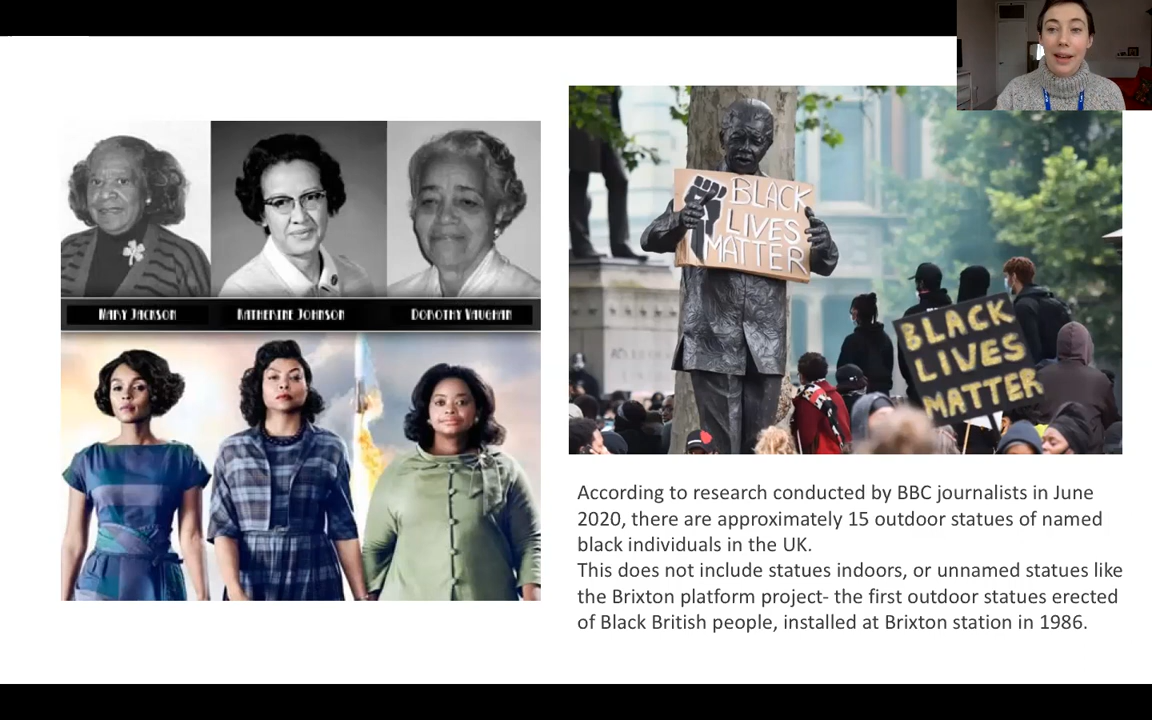 MARY JACKSON
KATHERINE JOHNSON
DOROTHY VAUGHAN
BLACK
LIVES
MATTER
BLACK
LIVES
MATTER
According to research conducted by BBC journalists in June
2020, there are approximately 15 outdoor statues of named
black individuals in the UK.
This does not include statues indoors, or unnamed statues like
the Brixton platform project- the first outdoor statues erected
of Black British people, installed at Brixton station in 1986.